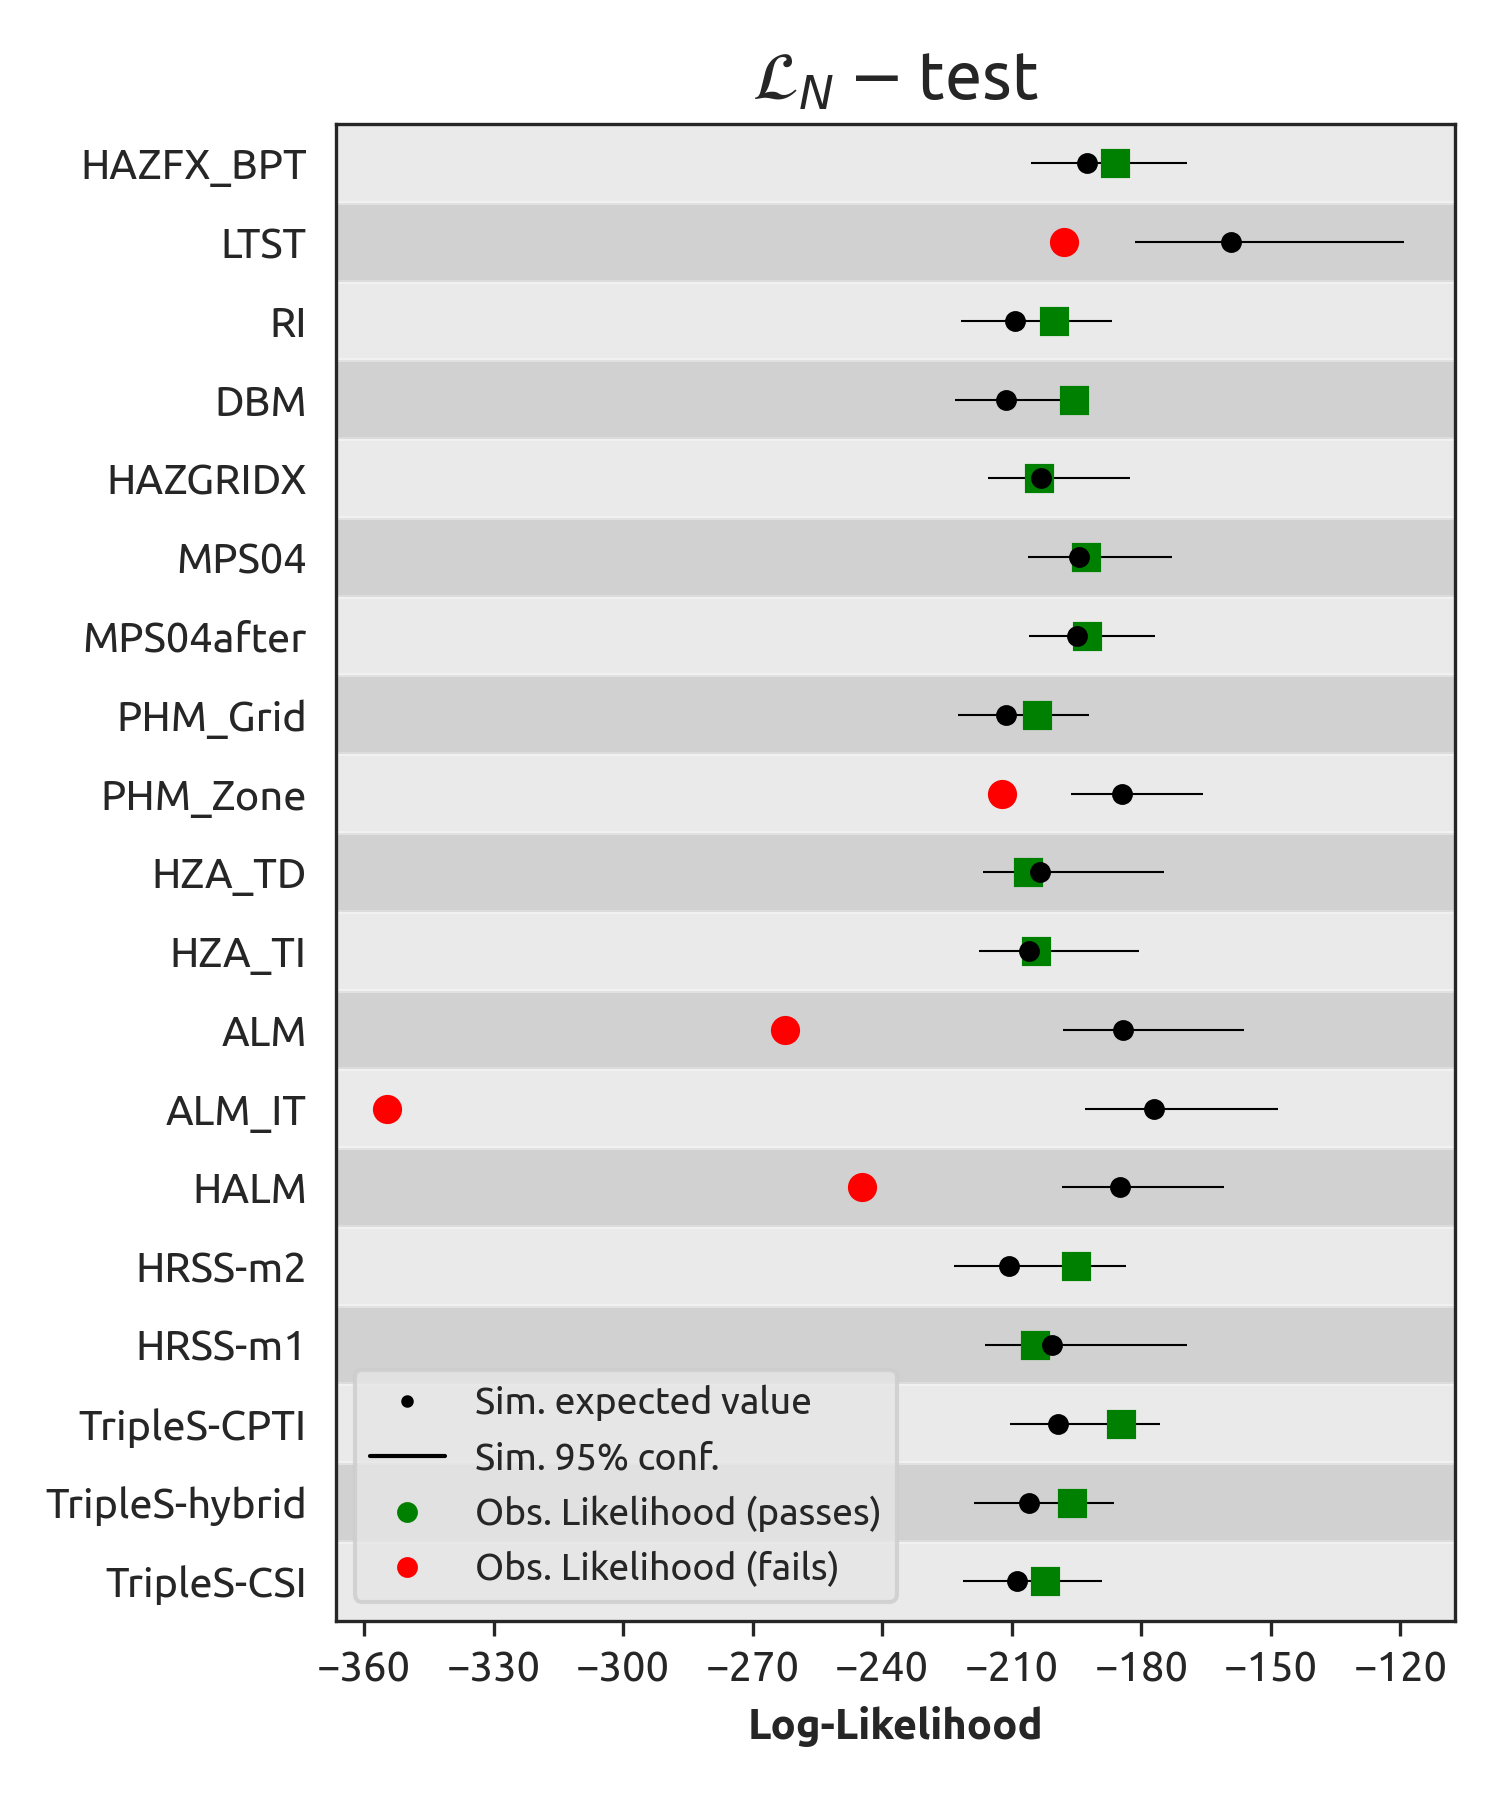 ℒN − test
HAZFX_BPT
LTST
RI
DBM
HAZGRIDX
MPS04
MPS04after
PHM_Grid
PHM_Zone
HZA_TD
HZA_TI
ALM
ALM_IT
HALM
HRSS-m2
HRSS-m1
TripleS-CPTI
TripleS-hybrid
TripleS-CSI
Sim. expected value
Sim. 95% conf.
Obs. Likelihood (passes)
Obs. Likelihood (fails)
−360 −330 −300 −270 −240 −210 −180 −150 −120
Log-Likelihood